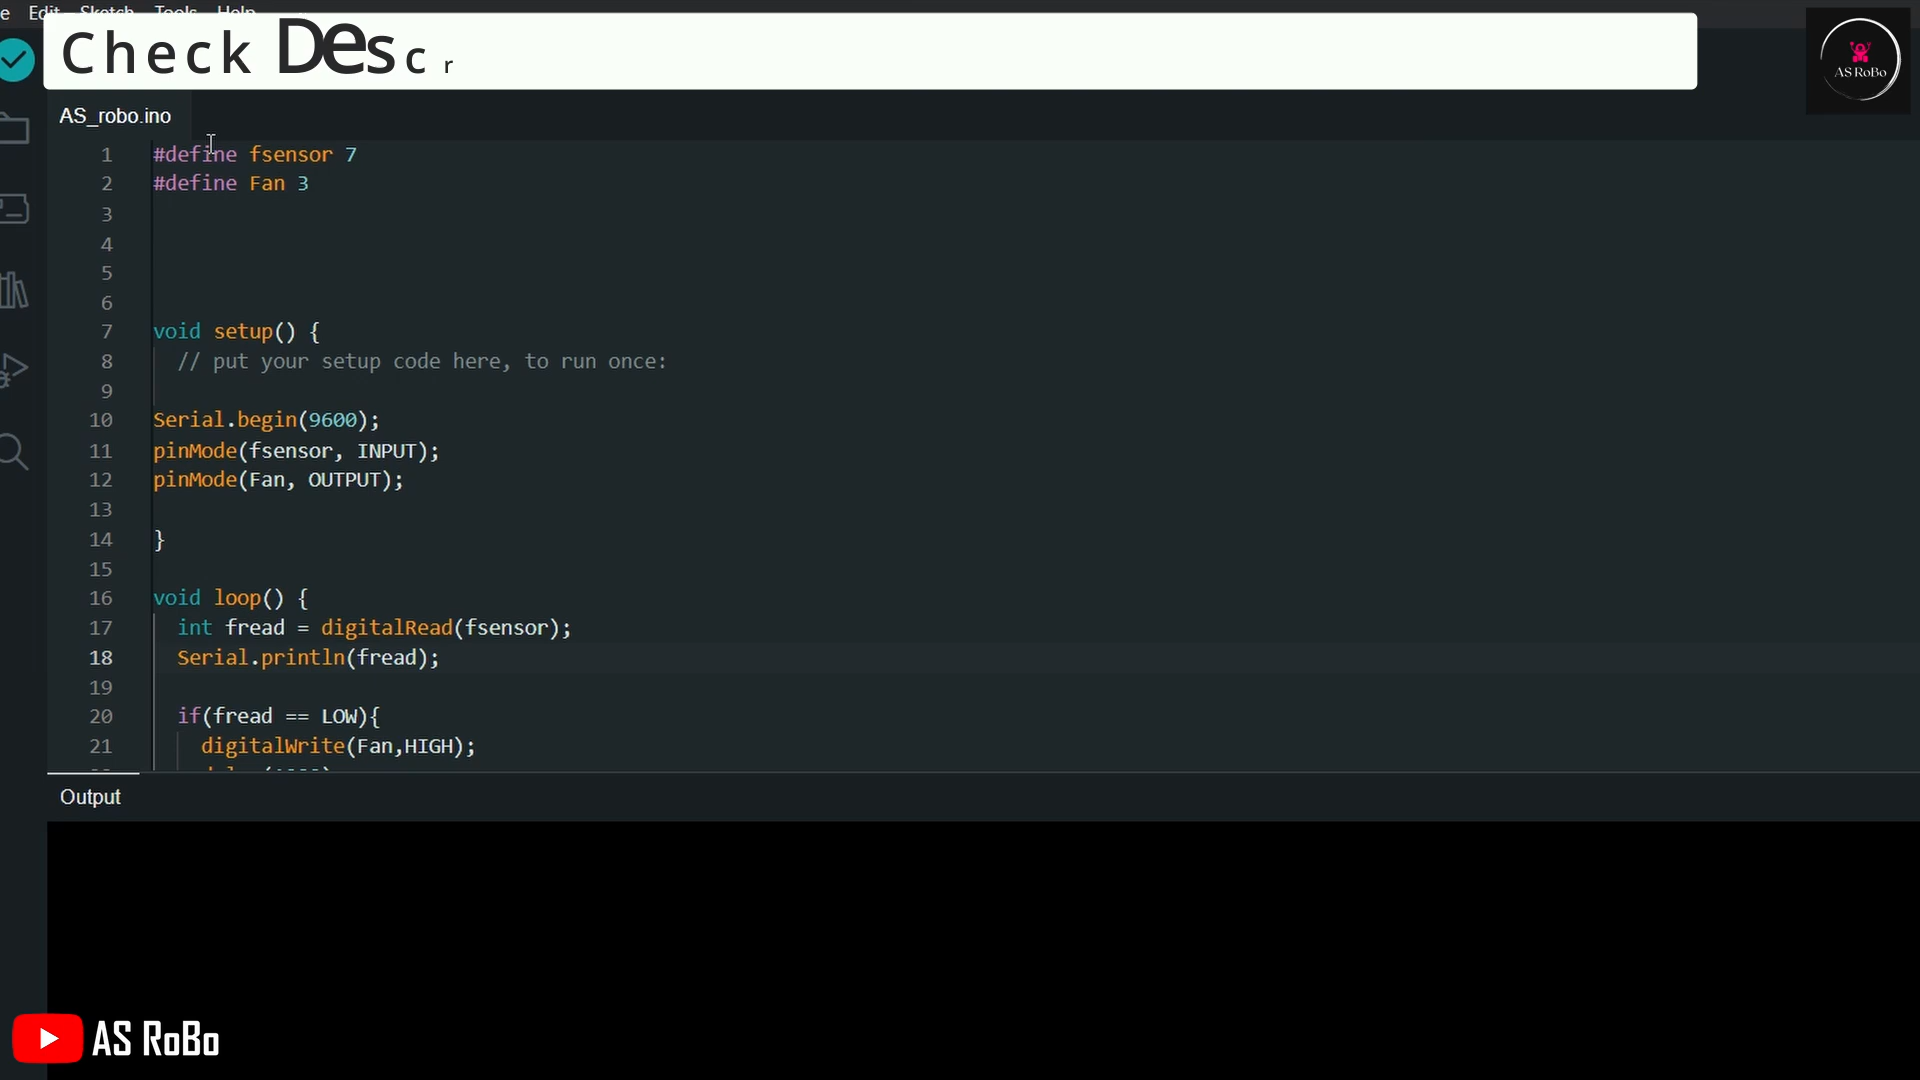 Edit Sketch Tools Help
Check Descr
AS RoBo
AS_robo.ino
1 #define fsensor 7
2 #define Fan 3
3
4
5
6
7 void setup() {
8 // put your setup code here, to run once:
9
10 Serial.begin(9600);
11 pinMode(fsensor, INPUT);
12 pinMode(Fan, OUTPUT);
13
14 }
15
16 void loop() {
17 int fread = digitalRead(fsensor);
18 Serial.println(fread);
19
20 if(fread == LOW){
21 digitalWrite(Fan,HIGH);
Output
AS RoBo